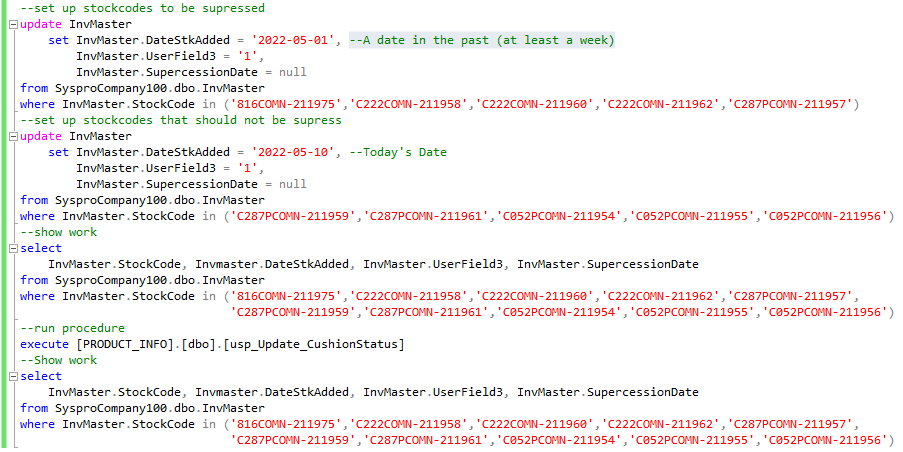 --set up stockcodes to be supressed
update InvMaster
    set InvMaster.DateStkAdded = '2022-05-01', --A date in the past (at least a week)
        InvMaster.UserField3 = '1',
        InvMaster.SupercessionDate = null
from SysproCompany100.dbo.InvMaster
where InvMaster.StockCode in ('816COMN-211975','C222COMN-211958','C222COMN-211960','C222COMN-211962','C287PCOMN-211957')
--set up stockcodes that should not be supress
update InvMaster
    set InvMaster.DateStkAdded = '2022-05-10', --Today's Date
        InvMaster.UserField3 = '1',
        InvMaster.SupercessionDate = null
from SysproCompany100.dbo.InvMaster
where InvMaster.StockCode in ('C287PCOMN-211959','C287PCOMN-211961','C052PCOMN-211954','C052PCOMN-211955','C052PCOMN-211956')
--show work
select
    InvMaster.StockCode, Invmaster.DateStkAdded, InvMaster.UserField3, InvMaster.SupercessionDate
from SysproCompany100.dbo.InvMaster
where InvMaster.StockCode in ('816COMN-211975','C222COMN-211958','C222COMN-211960','C222COMN-211962','C287PCOMN-211957',
                              'C287PCOMN-211959','C287PCOMN-211961','C052PCOMN-211954','C052PCOMN-211955','C052PCOMN-211956')
--run procedure
execute [PRODUCT_INFO].[dbo].[usp_Update_CushionStatus]
--Show work
select
    InvMaster.StockCode, Invmaster.DateStkAdded, InvMaster.UserField3, InvMaster.SupercessionDate
from SysproCompany100.dbo.InvMaster
where InvMaster.StockCode in ('816COMN-211975','C222COMN-211958','C222COMN-211960','C222COMN-211962','C287PCOMN-211957',
                              'C287PCOMN-211959','C287PCOMN-211961','C052PCOMN-211954','C052PCOMN-211955','C052PCOMN-211956')